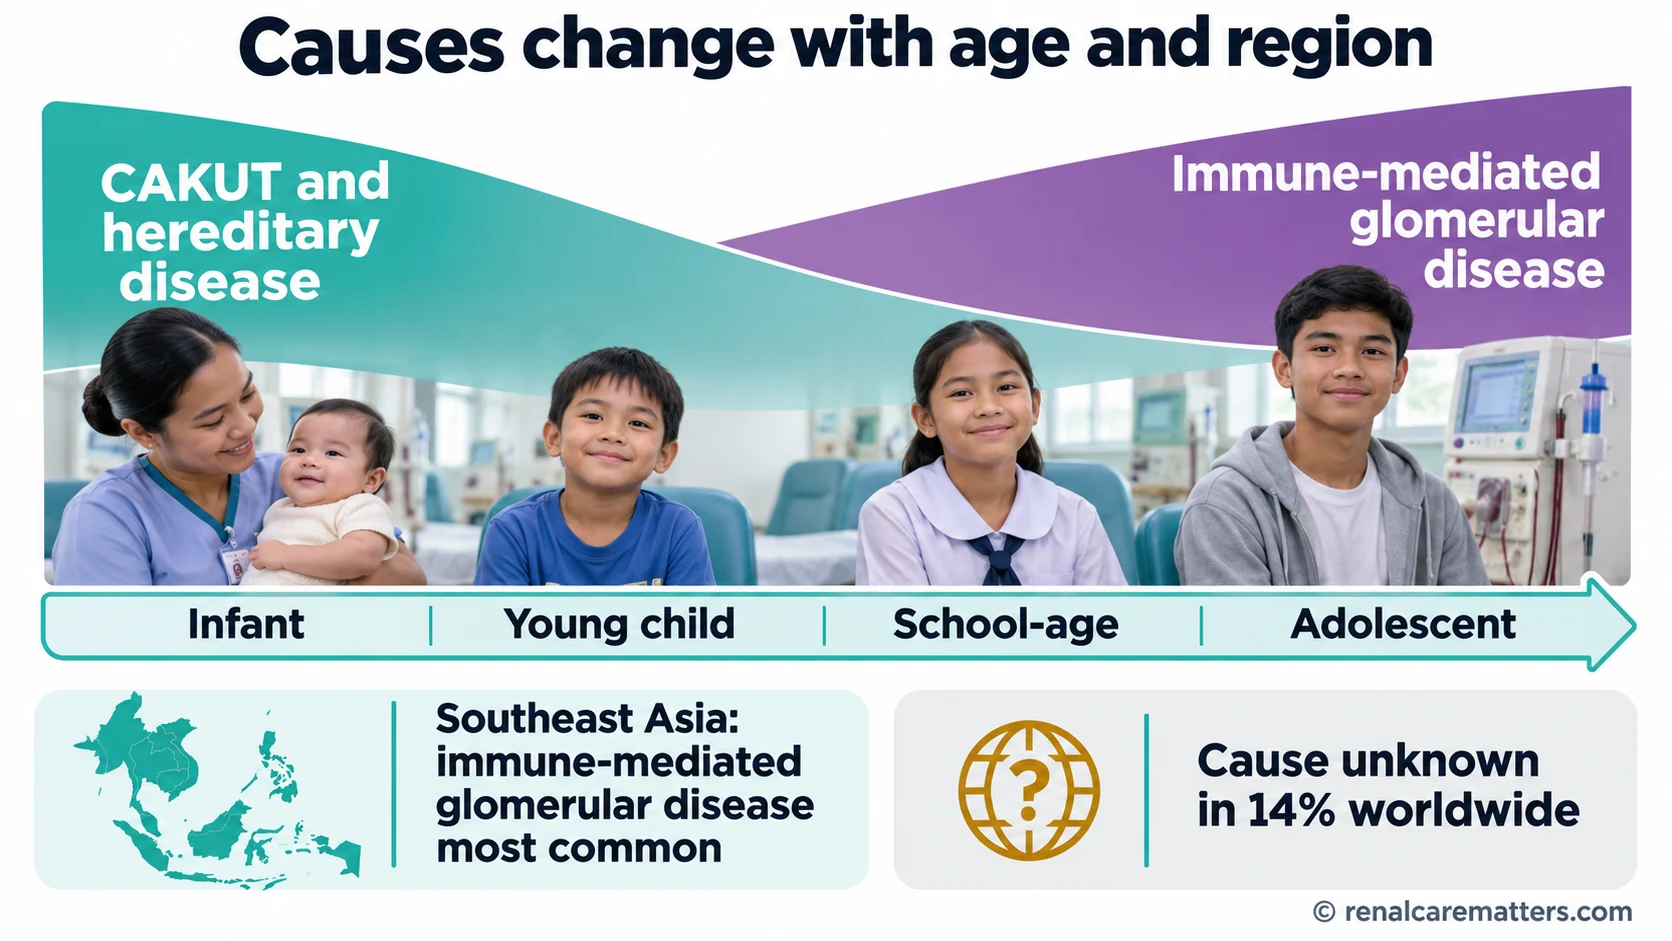 Causes change with age and region
CAKUT and
hereditary
disease
Immune-mediated
glomerular
disease
Infant
Young child
School-age
Adolescent
Southeast Asia:
immune-mediated
glomerular disease
most common
?
Cause unknown
in 14% worldwide
© renalcarematters.com